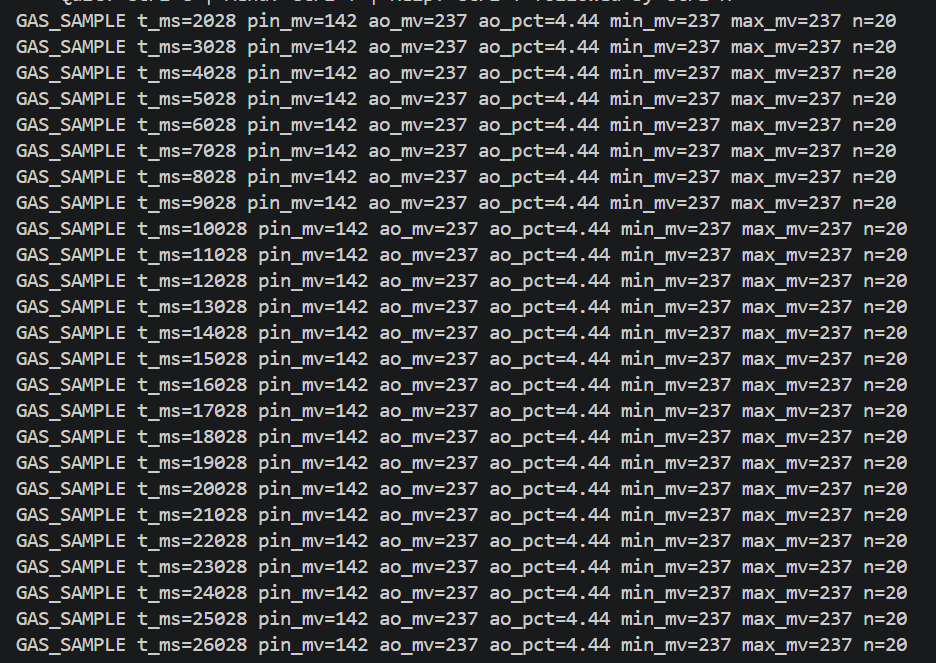 GAS_SAMPLE t_ms=2028 pin_mv=142 ao_mv=237 ao_pct=4.44 min_mv=237 max_mv=237 n=20
GAS_SAMPLE t_ms=3028 pin_mv=142 ao_mv=237 ao_pct=4.44 min_mv=237 max_mv=237 n=20
GAS_SAMPLE t_ms=4028 pin_mv=142 ao_mv=237 ao_pct=4.44 min_mv=237 max_mv=237 n=20
GAS_SAMPLE t_ms=5028 pin_mv=142 ao_mv=237 ao_pct=4.44 min_mv=237 max_mv=237 n=20
GAS_SAMPLE t_ms=6028 pin_mv=142 ao_mv=237 ao_pct=4.44 min_mv=237 max_mv=237 n=20
GAS_SAMPLE t_ms=7028 pin_mv=142 ao_mv=237 ao_pct=4.44 min_mv=237 max_mv=237 n=20
GAS_SAMPLE t_ms=8028 pin_mv=142 ao_mv=237 ao_pct=4.44 min_mv=237 max_mv=237 n=20
GAS_SAMPLE t_ms=9028 pin_mv=142 ao_mv=237 ao_pct=4.44 min_mv=237 max_mv=237 n=20
GAS_SAMPLE t_ms=10028 pin_mv=142 ao_mv=237 ao_pct=4.44 min_mv=237 max_mv=237 n=20
GAS_SAMPLE t_ms=11028 pin_mv=142 ao_mv=237 ao_pct=4.44 min_mv=237 max_mv=237 n=20
GAS_SAMPLE t_ms=12028 pin_mv=142 ao_mv=237 ao_pct=4.44 min_mv=237 max_mv=237 n=20
GAS_SAMPLE t_ms=13028 pin_mv=142 ao_mv=237 ao_pct=4.44 min_mv=237 max_mv=237 n=20
GAS_SAMPLE t_ms=14028 pin_mv=142 ao_mv=237 ao_pct=4.44 min_mv=237 max_mv=237 n=20
GAS_SAMPLE t_ms=15028 pin_mv=142 ao_mv=237 ao_pct=4.44 min_mv=237 max_mv=237 n=20
GAS_SAMPLE t_ms=16028 pin_mv=142 ao_mv=237 ao_pct=4.44 min_mv=237 max_mv=237 n=20
GAS_SAMPLE t_ms=17028 pin_mv=142 ao_mv=237 ao_pct=4.44 min_mv=237 max_mv=237 n=20
GAS_SAMPLE t_ms=18028 pin_mv=142 ao_mv=237 ao_pct=4.44 min_mv=237 max_mv=237 n=20
GAS_SAMPLE t_ms=19028 pin_mv=142 ao_mv=237 ao_pct=4.44 min_mv=237 max_mv=237 n=20
GAS_SAMPLE t_ms=20028 pin_mv=142 ao_mv=237 ao_pct=4.44 min_mv=237 max_mv=237 n=20
GAS_SAMPLE t_ms=21028 pin_mv=142 ao_mv=237 ao_pct=4.44 min_mv=237 max_mv=237 n=20
GAS_SAMPLE t_ms=22028 pin_mv=142 ao_mv=237 ao_pct=4.44 min_mv=237 max_mv=237 n=20
GAS_SAMPLE t_ms=23028 pin_mv=142 ao_mv=237 ao_pct=4.44 min_mv=237 max_mv=237 n=20
GAS_SAMPLE t_ms=24028 pin_mv=142 ao_mv=237 ao_pct=4.44 min_mv=237 max_mv=237 n=20
GAS_SAMPLE t_ms=25028 pin_mv=142 ao_mv=237 ao_pct=4.44 min_mv=237 max_mv=237 n=20
GAS_SAMPLE t_ms=26028 pin_mv=142 ao_mv=237 ao_pct=4.44 min_mv=237 max_mv=237 n=20